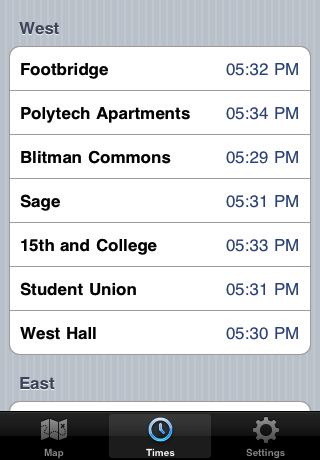 West
Footbridge 05:32 PM
Polytech Apartments 05:34 PM
Blitman Commons 05:29 PM
Sage 05:31 PM
15th and College 05:33 PM
Student Union 05:31 PM
West Hall 05:30 PM
East
Map Times Settings